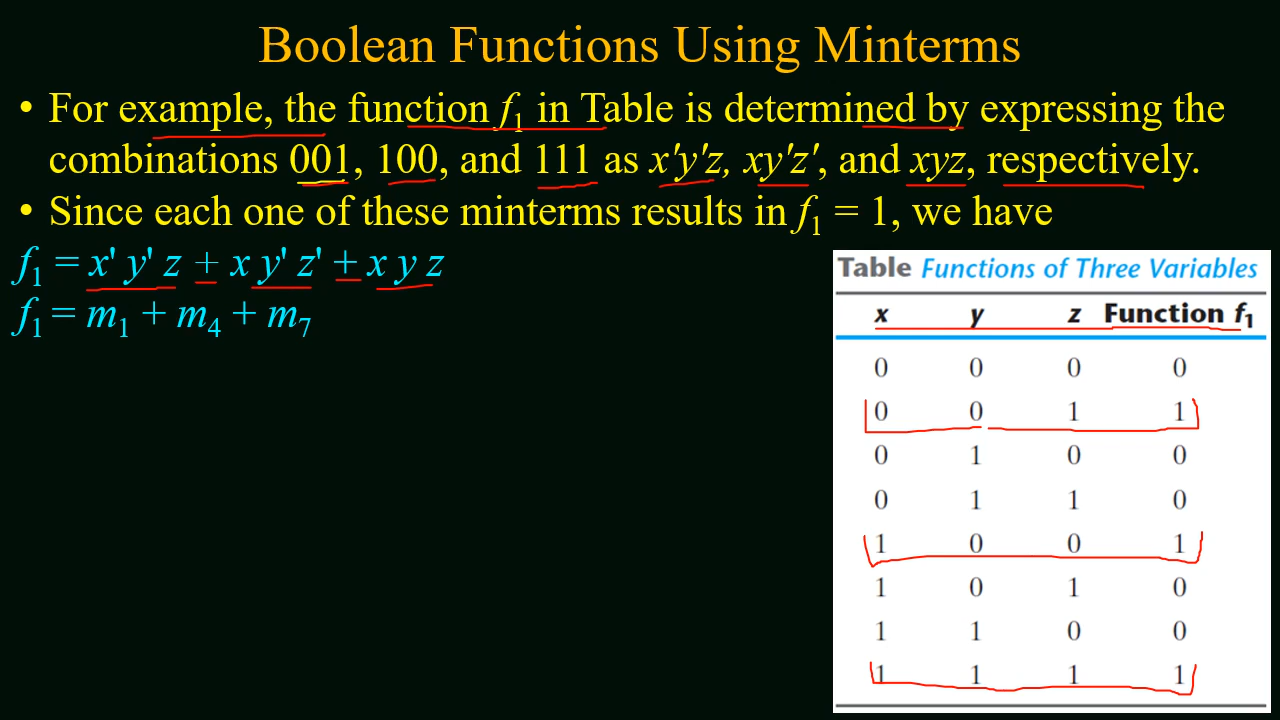 Boolean Functions Using Minterms
• For example, the function f₁ in Table is determined by expressing the
combinations 001, 100, and 111 as x'y'z, xy'z', and xyz, respectively.
• Since each one of these minterms results in f₁ = 1, we have
f₁ = x' y' z + x y' z' + x y z
f₁ = m₁ + m₄ + m₇
Table Functions of Three Variables
x y z Function f₁
0 0 0 0
0 0 1 1
0 1 0 0
0 1 1 0
1 0 0 1
1 0 1 0
1 1 0 0
1 1 1 1